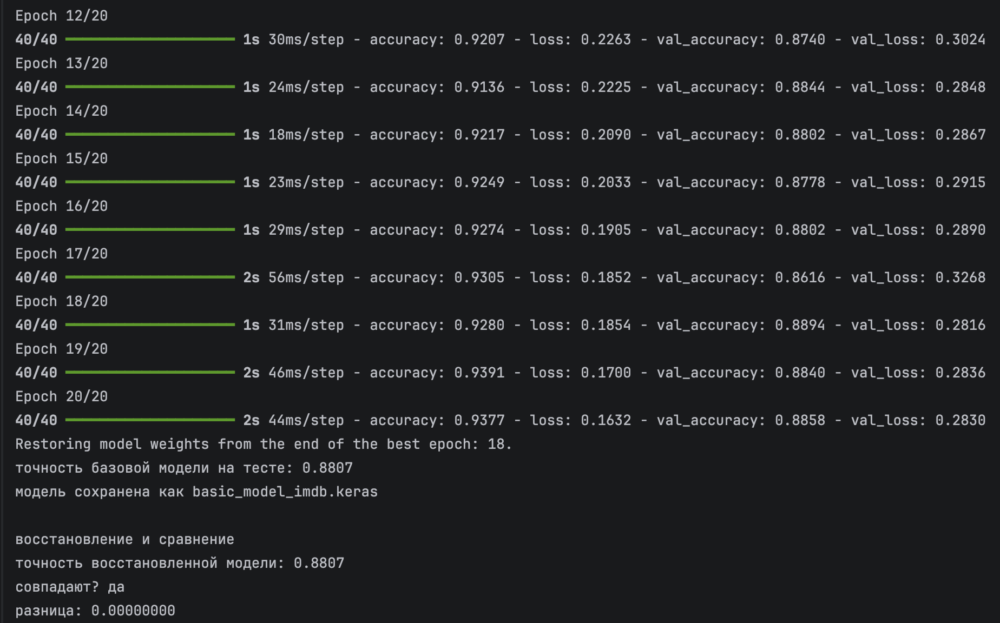 Epoch 12/20
40/40 ━━━━━━━━━━━━━━━━━━━━ 1s 30ms/step - accuracy: 0.9207 - loss: 0.2263 - val_accuracy: 0.8740 - val_loss: 0.3024
Epoch 13/20
40/40 ━━━━━━━━━━━━━━━━━━━━ 1s 24ms/step - accuracy: 0.9136 - loss: 0.2225 - val_accuracy: 0.8844 - val_loss: 0.2848
Epoch 14/20
40/40 ━━━━━━━━━━━━━━━━━━━━ 1s 18ms/step - accuracy: 0.9217 - loss: 0.2090 - val_accuracy: 0.8802 - val_loss: 0.2867
Epoch 15/20
40/40 ━━━━━━━━━━━━━━━━━━━━ 1s 23ms/step - accuracy: 0.9249 - loss: 0.2033 - val_accuracy: 0.8778 - val_loss: 0.2915
Epoch 16/20
40/40 ━━━━━━━━━━━━━━━━━━━━ 1s 29ms/step - accuracy: 0.9274 - loss: 0.1905 - val_accuracy: 0.8802 - val_loss: 0.2890
Epoch 17/20
40/40 ━━━━━━━━━━━━━━━━━━━━ 2s 56ms/step - accuracy: 0.9305 - loss: 0.1852 - val_accuracy: 0.8616 - val_loss: 0.3268
Epoch 18/20
40/40 ━━━━━━━━━━━━━━━━━━━━ 1s 31ms/step - accuracy: 0.9280 - loss: 0.1854 - val_accuracy: 0.8894 - val_loss: 0.2816
Epoch 19/20
40/40 ━━━━━━━━━━━━━━━━━━━━ 2s 46ms/step - accuracy: 0.9391 - loss: 0.1700 - val_accuracy: 0.8840 - val_loss: 0.2836
Epoch 20/20
40/40 ━━━━━━━━━━━━━━━━━━━━ 2s 44ms/step - accuracy: 0.9377 - loss: 0.1632 - val_accuracy: 0.8858 - val_loss: 0.2830
Restoring model weights from the end of the best epoch: 18.
точность базовой модели на тесте: 0.8807
модель сохранена как basic_model_imdb.keras
восстановление и сравнение
точность восстановленной модели: 0.8807
совпадают? да
разница: 0.00000000